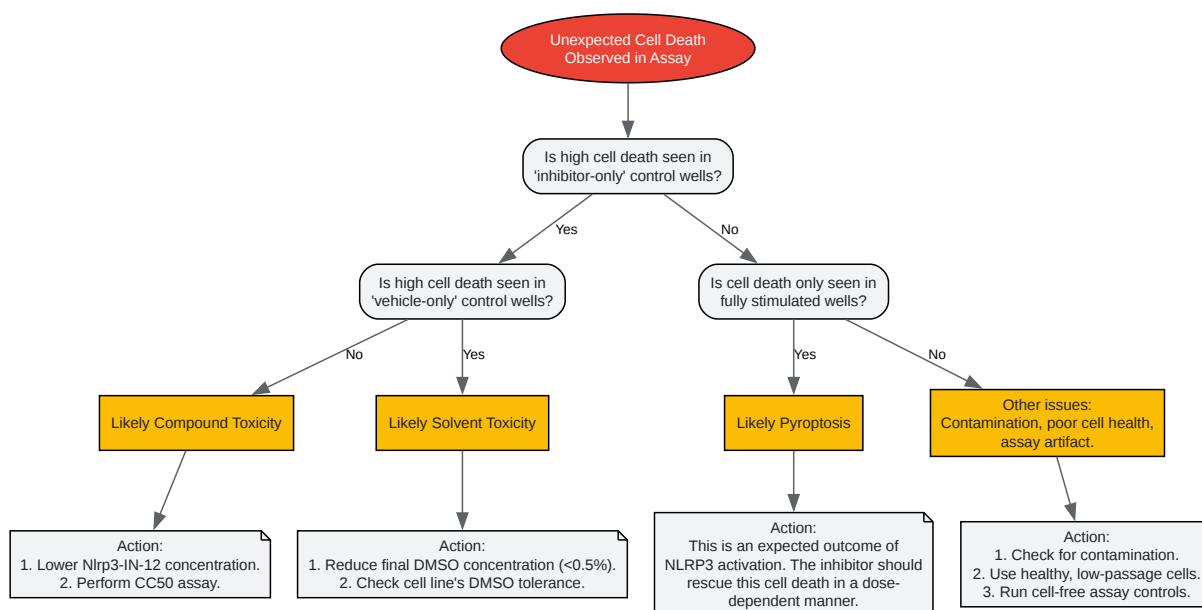 Unexpected Cell Death
Observed in Assay
Is high cell death seen in
'inhibitor-only' control wells?
Yes
No
Is high cell death seen in
'vehicle-only' control wells?
Is cell death only seen in
fully stimulated wells?
No
Yes
Yes
No
Likely Compound Toxicity
Likely Solvent Toxicity
Likely Pyroptosis
Other issues:
Contamination, poor cell health,
assay artifact.
Action:
1. Lower Nlrp3-IN-12 concentration.
2. Perform CC50 assay.
Action:
1. Reduce final DMSO concentration (<0.5%).
2. Check cell line's DMSO tolerance.
Action:
This is an expected outcome of
NLRP3 activation. The inhibitor should
rescue this cell death in a dose-
dependent manner.
Action:
1. Check for contamination.
2. Use healthy, low-passage cells.
3. Run cell-free assay controls.